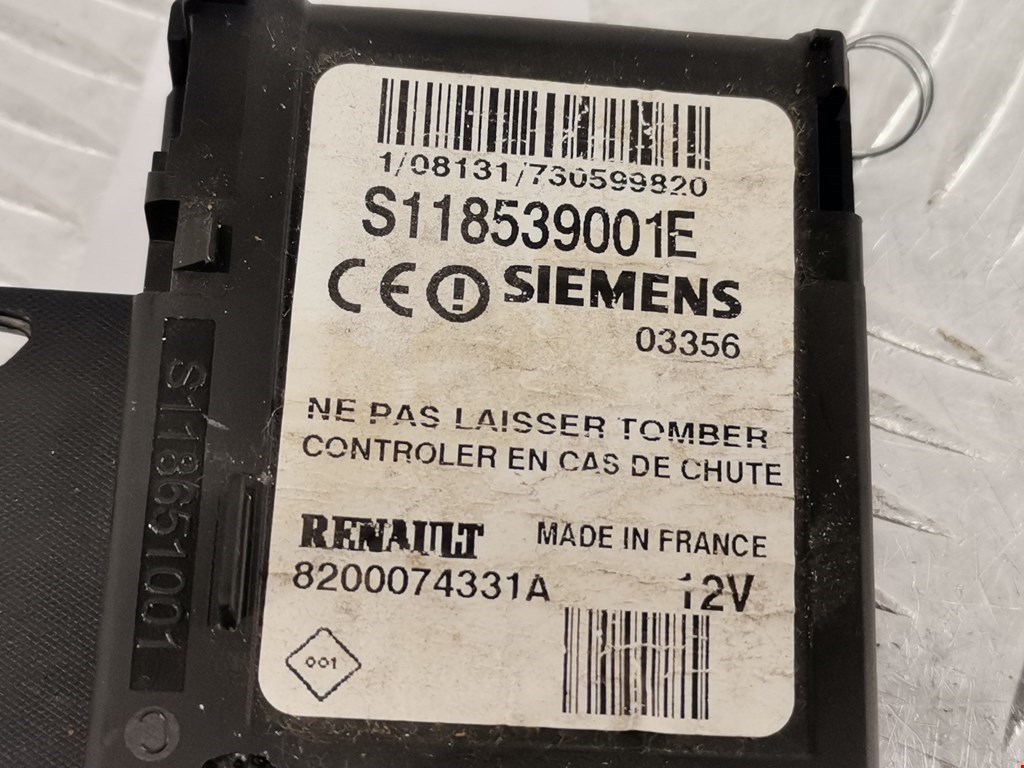 1/08131/730599820
S118539001E
CE SIEMENS
03356
NE PAS LAISSER TOMBER
CONTROLER EN CAS DE CHUTE
RENAULT MADE IN FRANCE
8200074331A 12V
001
S118651001